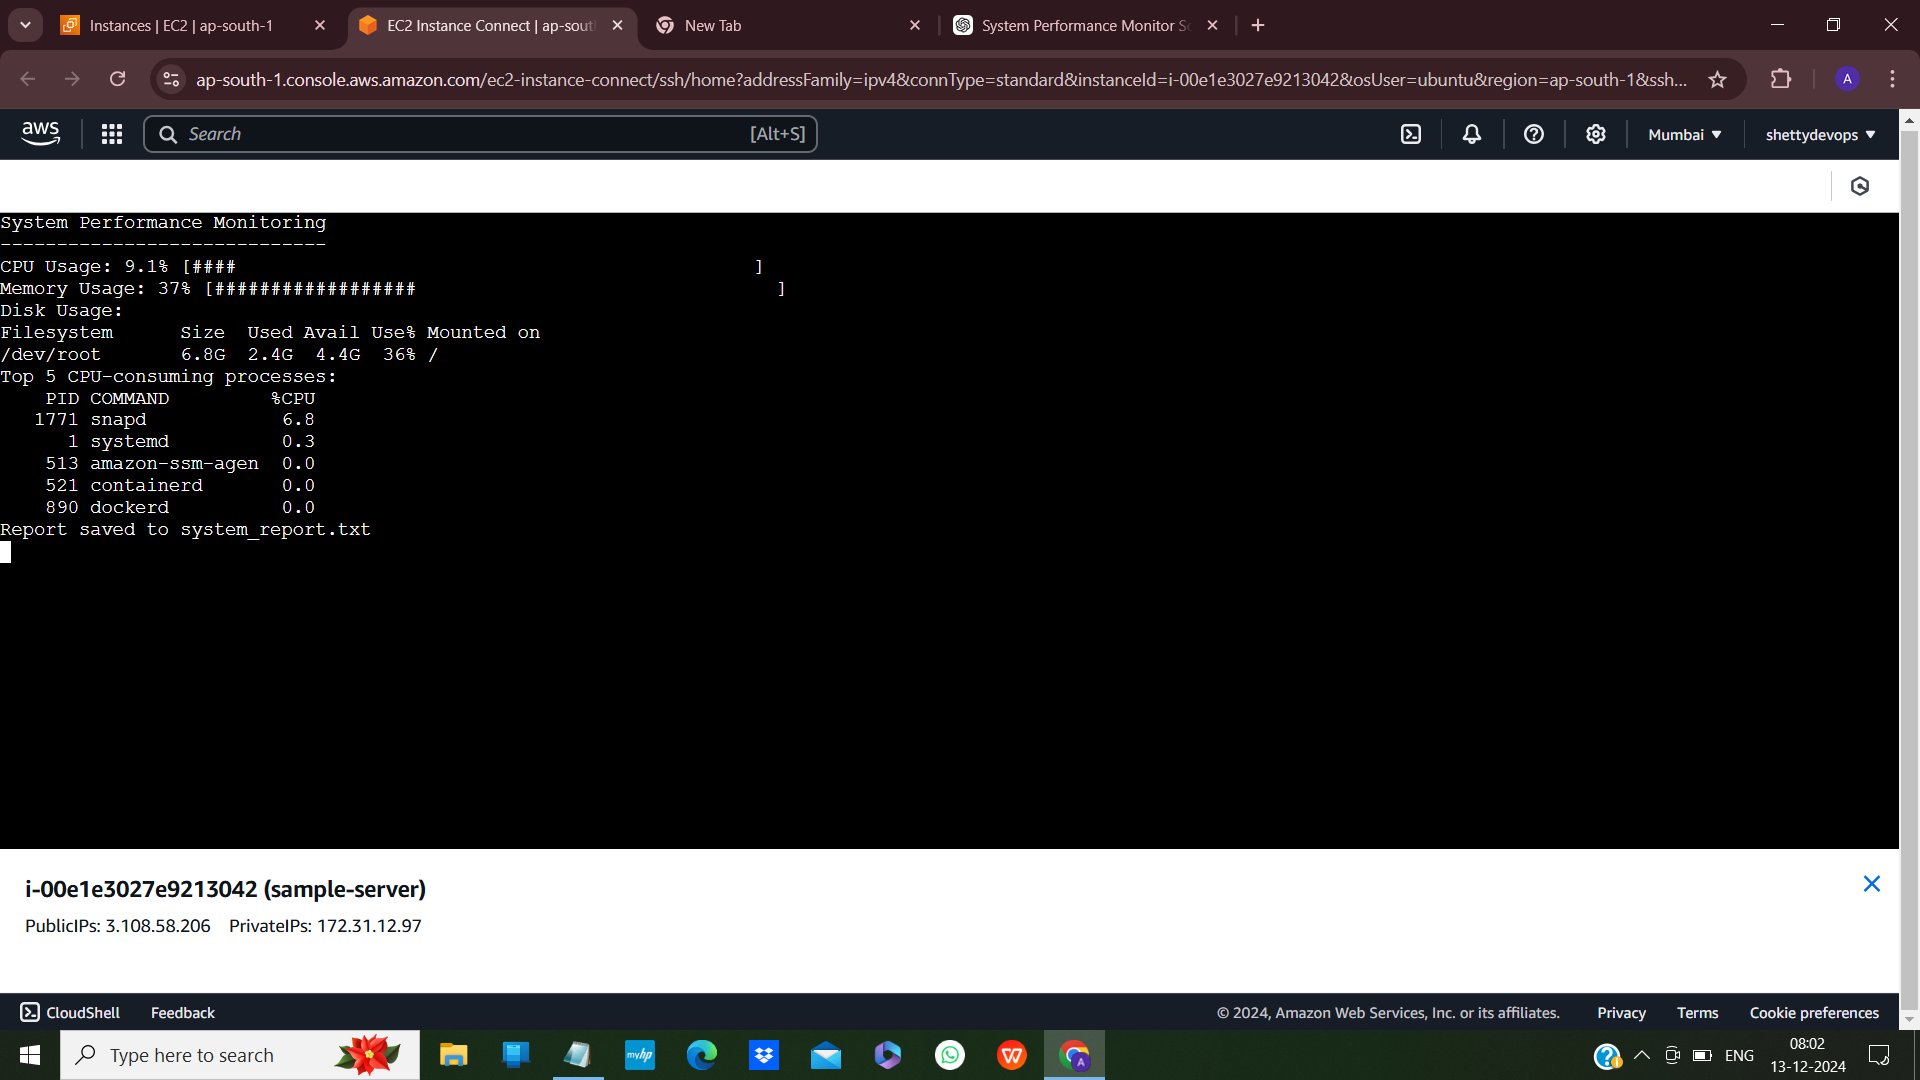 Instances | EC2 | ap-south-1
EC2 Instance Connect | ap-sout
New Tab
System Performance Monitor Sc
ap-south-1.console.aws.amazon.com/ec2-instance-connect/ssh/home?addressFamily=ipv4&connType=standard&instanceId=i-00e1e3027e9213042&osUser=ubuntu&region=ap-south-1&ssh...
A
aws
Search
[Alt+S]
Mumbai
shettydevops
System Performance Monitoring
-----------------------------
CPU Usage: 9.1% [####                                              ]
Memory Usage: 37% [##################                                ]
Disk Usage:
Filesystem      Size  Used Avail Use% Mounted on
/dev/root       6.8G  2.4G  4.4G  36% /
Top 5 CPU-consuming processes:
    PID COMMAND         %CPU
   1771 snapd            6.8
      1 systemd          0.3
    513 amazon-ssm-agen  0.0
    521 containerd       0.0
    890 dockerd          0.0
Report saved to system_report.txt
i-00e1e3027e9213042 (sample-server)
PublicIPs: 3.108.58.206    PrivateIPs: 172.31.12.97
CloudShell
Feedback
© 2024, Amazon Web Services, Inc. or its affiliates.
Privacy
Terms
Cookie preferences
Type here to search
myhp
W
A
ENG
08:02
13-12-2024